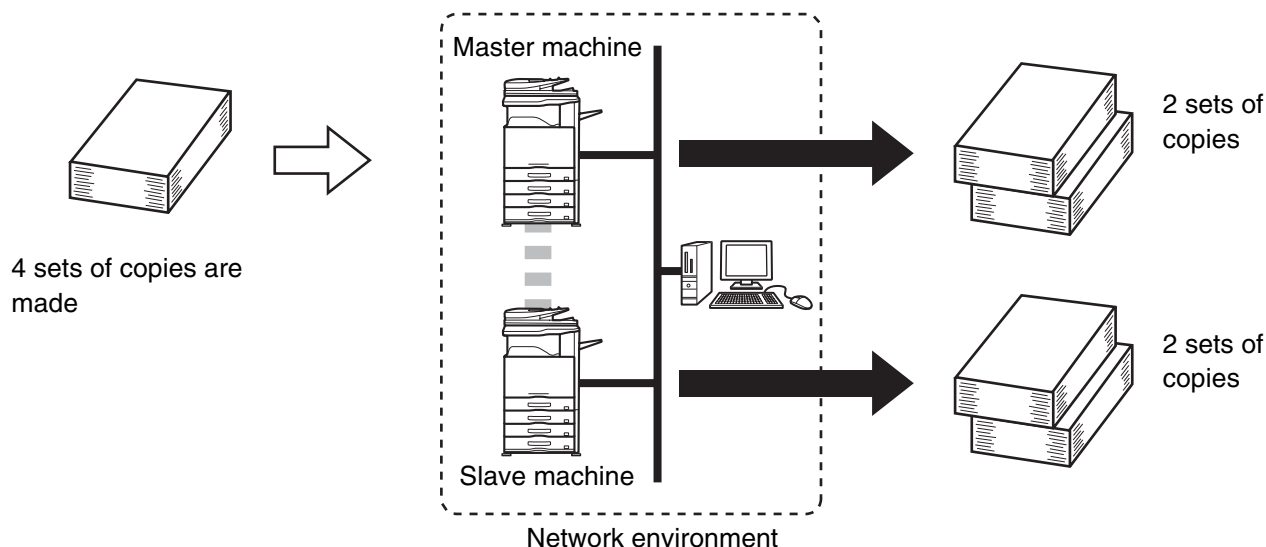 Master machine
2 sets of
copies
4 sets of copies are
made
2 sets of
copies
Slave machine
Network environment